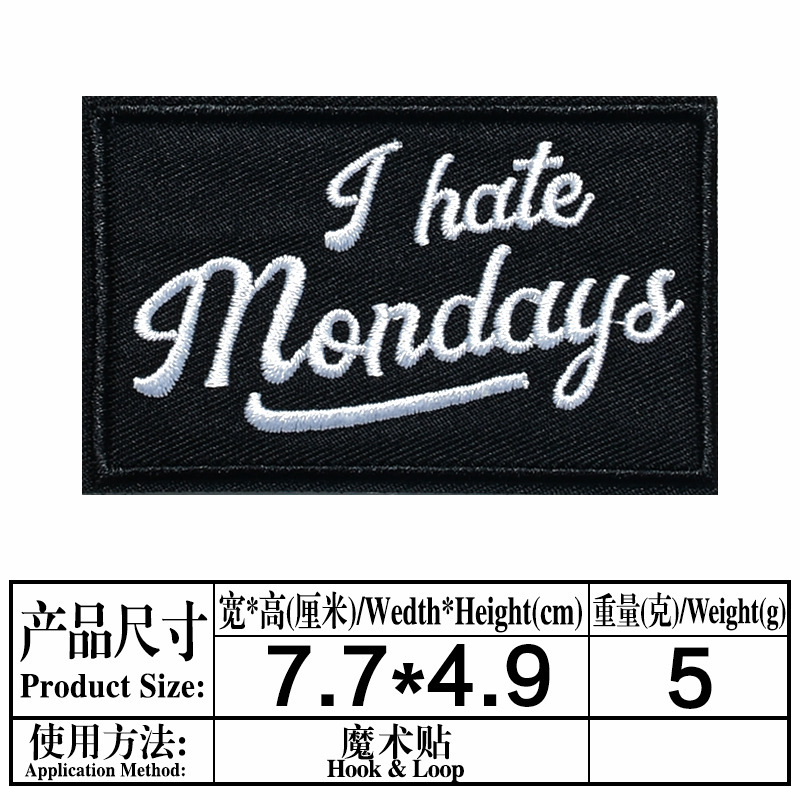 I hate
Mondays
产品尺寸
Product Size:
宽*高(厘米)/Wedth*Height(cm)
7.7*4.9
重量(克)/Weight(g)
5
使用方法:
Application Method:
魔术贴
Hook & Loop